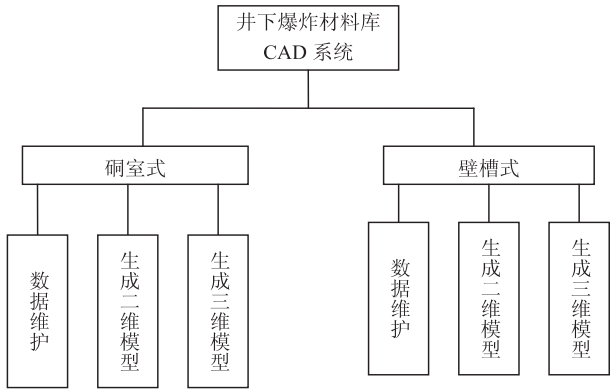 井下爆炸材料库
CAD 系统
硐室式
壁槽式
数据维护
生成二维模型
生成三维模型
数据维护
生成二维模型
生成三维模型